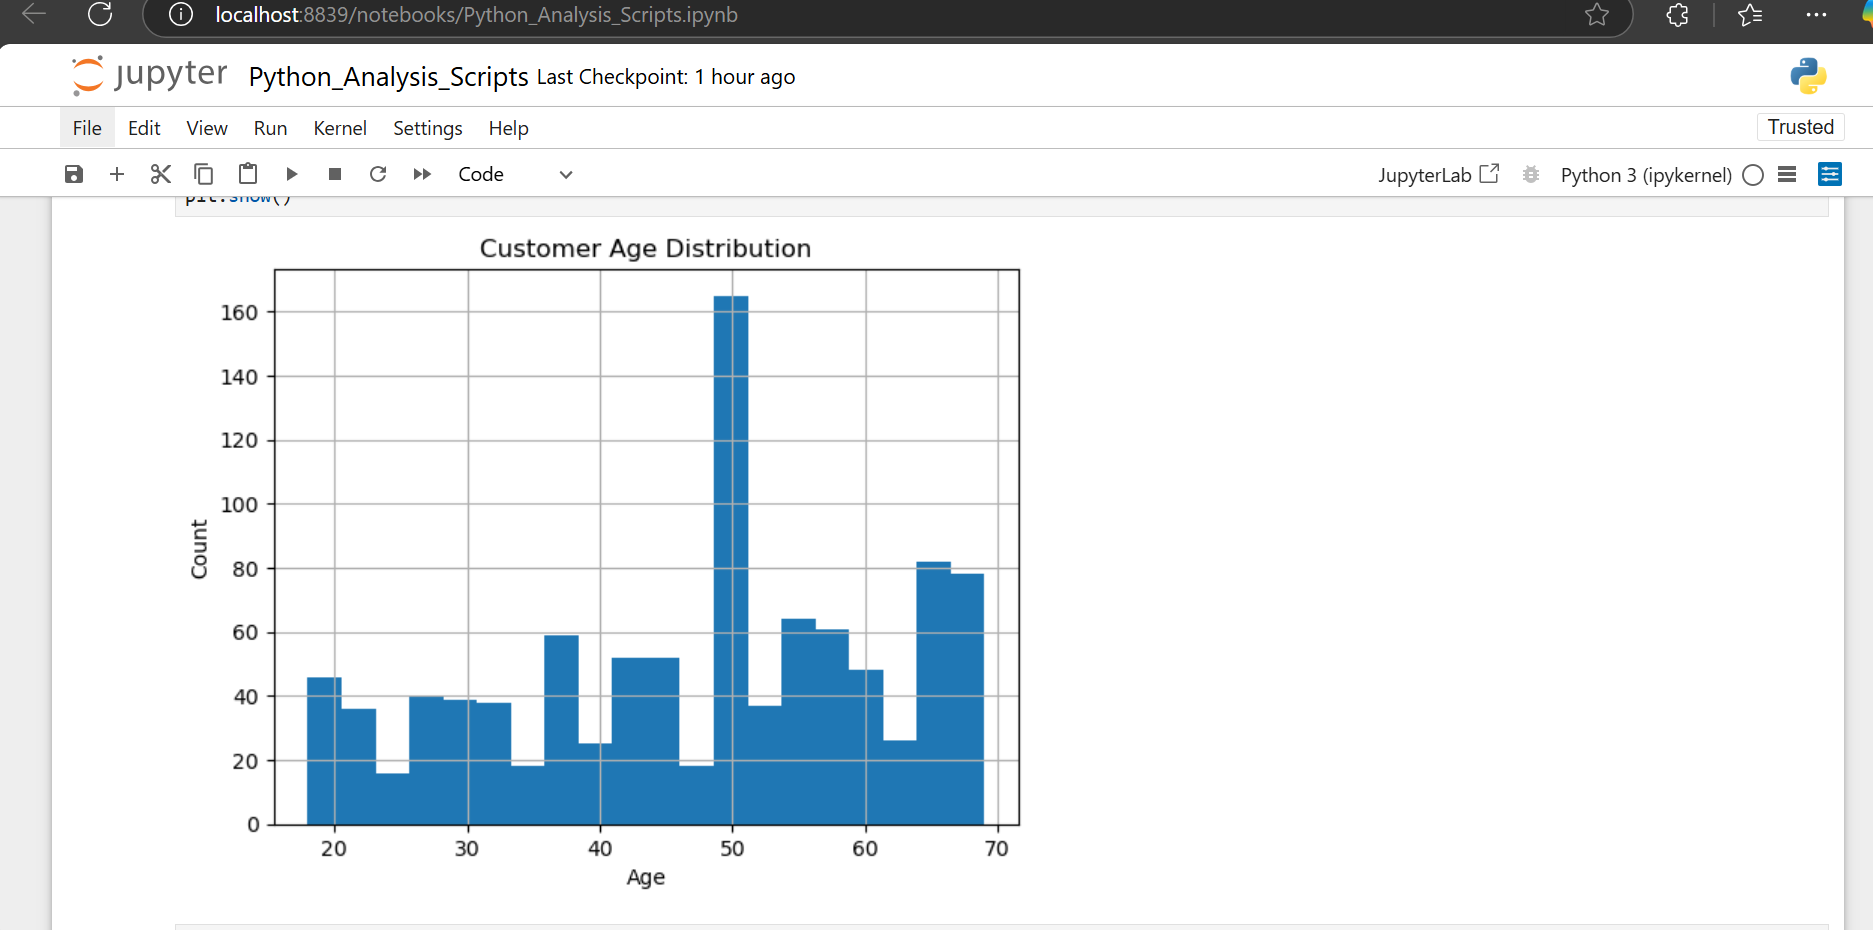 localhost:8839/notebooks/Python_Analysis_Scripts.ipynb
jupyter Python_Analysis_Scripts Last Checkpoint: 1 hour ago
File Edit View Run Kernel Settings Help Trusted
Code JupyterLab Python 3 (ipykernel)
plt.show()
Customer Age Distribution
160
140
120
100
80
60
40
20
0
Count
20 30 40 50 60 70
Age